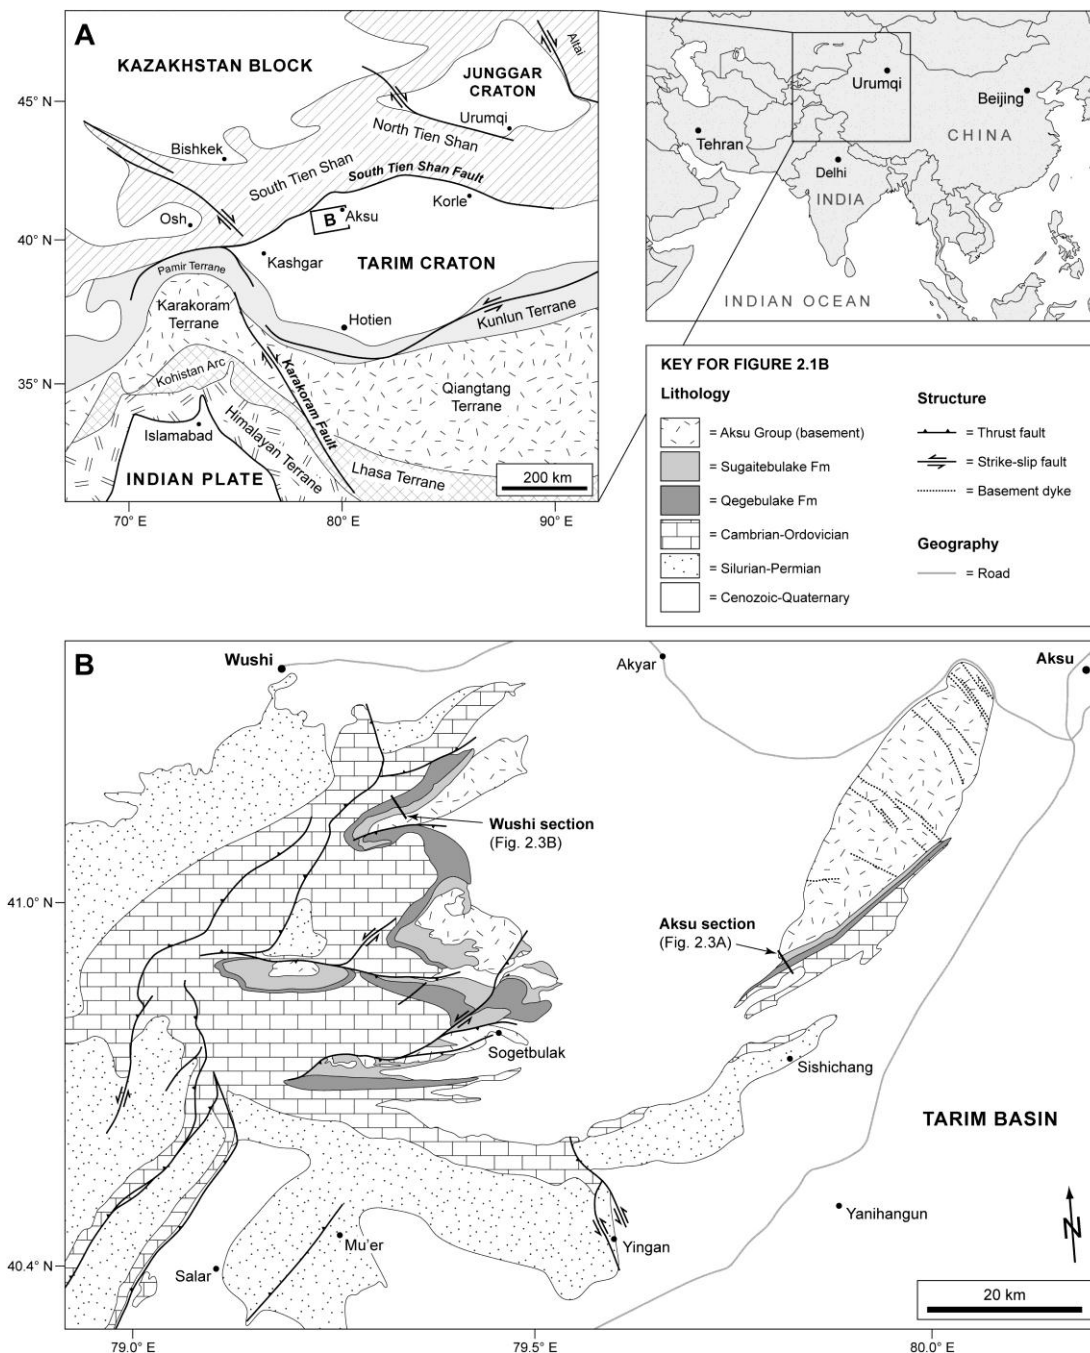 A
KAZAKHSTAN BLOCK
JUNGGAR
CRATON
Altai
Urumqi
North Tien Shan
45° N
Bishkek
South Tien Shan
South Tien Shan Fault
Korle
Osh
B
Aksu
40° N
Kashgar
TARIM CRATON
Pamir Terrane
Karakoram
Terrane
Hotien
Kunlun Terrane
35° N
Kohistan Arc
Karakoram Fault
Qiangtang
Terrane
Islamabad
Himalayan Terrane
Lhasa Terrane
INDIAN PLATE
200 km
70° E
80° E
90° E
Urumqi
Beijing
Tehran
CHINA
Delhi
INDIA
INDIAN OCEAN
KEY FOR FIGURE 2.1B
Lithology
= Aksu Group (basement)
= Sugaitebulake Fm
= Qegebulake Fm
= Cambrian-Ordovician
= Silurian-Permian
= Cenozoic-Quaternary
Structure
= Thrust fault
= Strike-slip fault
= Basement dyke
Geography
= Road
B
Wushi
Akyar
Aksu
Wushi section
(Fig. 2.3B)
41.0° N
Aksu section
(Fig. 2.3A)
Sogetbulak
Sishichang
TARIM BASIN
Yanihangun
Mu'er
Yingan
Salar
40.4° N
N
20 km
79.0° E
79.5° E
80.0° E